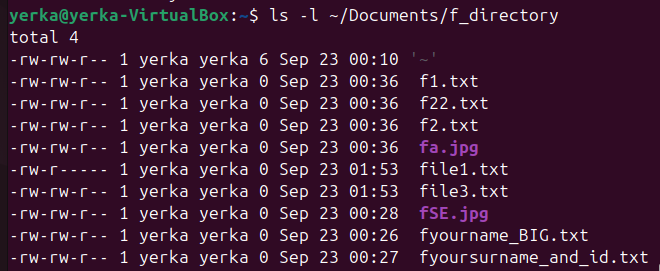 yerka@yerka-VirtualBox:~$ ls -l ~/Documents/f_directory
total 4
-rw-rw-r-- 1 yerka yerka 6 Sep 23 00:10 '~'
-rw-rw-r-- 1 yerka yerka 0 Sep 23 00:36 f1.txt
-rw-rw-r-- 1 yerka yerka 0 Sep 23 00:36 f22.txt
-rw-rw-r-- 1 yerka yerka 0 Sep 23 00:36 f2.txt
-rw-rw-r-- 1 yerka yerka 0 Sep 23 00:36 fa.jpg
-rw-r----- 1 yerka yerka 0 Sep 23 01:53 file1.txt
-rw-rw-r-- 1 yerka yerka 0 Sep 23 01:53 file3.txt
-rw-rw-r-- 1 yerka yerka 0 Sep 23 00:28 fSE.jpg
-rw-rw-r-- 1 yerka yerka 0 Sep 23 00:26 fyourname_BIG.txt
-rw-rw-r-- 1 yerka yerka 0 Sep 23 00:27 fyoursurname_and_id.txt